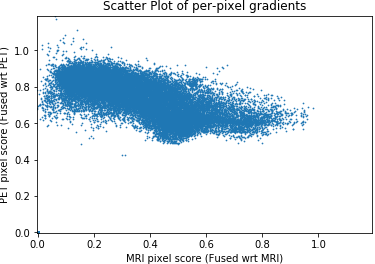 Scatter Plot of per-pixel gradients
PET pixel score (Fused wrt PET)
1.0
0.8
0.6
0.4
0.2
0.0
0.0 0.2 0.4 0.6 0.8 1.0
MRI pixel score (Fused wrt MRI)